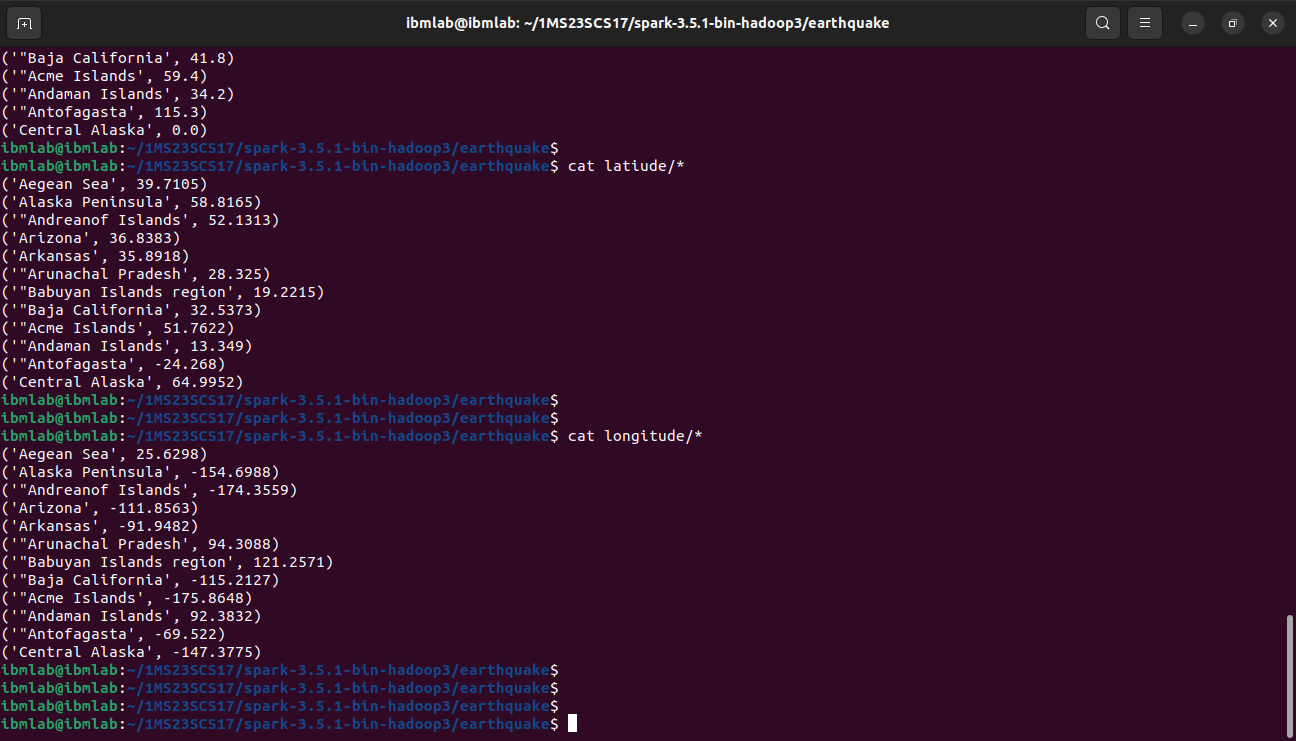 ibmlab@ibmlab: ~/1MS23SCS17/spark-3.5.1-bin-hadoop3/earthquake
('"Baja California', 41.8)
('"Acme Islands', 59.4)
('"Andaman Islands', 34.2)
('"Antofagasta', 115.3)
('Central Alaska', 0.0)
ibmlab@ibmlab:~/1MS23SCS17/spark-3.5.1-bin-hadoop3/earthquake$
ibmlab@ibmlab:~/1MS23SCS17/spark-3.5.1-bin-hadoop3/earthquake$ cat latiude/*
('Aegean Sea', 39.7105)
('Alaska Peninsula', 58.8165)
('"Andreanof Islands', 52.1313)
('Arizona', 36.8383)
('Arkansas', 35.8918)
('"Arunachal Pradesh', 28.325)
('"Babuyan Islands region', 19.2215)
('"Baja California', 32.5373)
('"Acme Islands', 51.7622)
('"Andaman Islands', 13.349)
('"Antofagasta', -24.268)
('Central Alaska', 64.9952)
ibmlab@ibmlab:~/1MS23SCS17/spark-3.5.1-bin-hadoop3/earthquake$
ibmlab@ibmlab:~/1MS23SCS17/spark-3.5.1-bin-hadoop3/earthquake$
ibmlab@ibmlab:~/1MS23SCS17/spark-3.5.1-bin-hadoop3/earthquake$ cat longitude/*
('Aegean Sea', 25.6298)
('Alaska Peninsula', -154.6988)
('"Andreanof Islands', -174.3559)
('Arizona', -111.8563)
('Arkansas', -91.9482)
('"Arunachal Pradesh', 94.3088)
('"Babuyan Islands region', 121.2571)
('"Baja California', -115.2127)
('"Acme Islands', -175.8648)
('"Andaman Islands', 92.3832)
('"Antofagasta', -69.522)
('Central Alaska', -147.3775)
ibmlab@ibmlab:~/1MS23SCS17/spark-3.5.1-bin-hadoop3/earthquake$
ibmlab@ibmlab:~/1MS23SCS17/spark-3.5.1-bin-hadoop3/earthquake$
ibmlab@ibmlab:~/1MS23SCS17/spark-3.5.1-bin-hadoop3/earthquake$
ibmlab@ibmlab:~/1MS23SCS17/spark-3.5.1-bin-hadoop3/earthquake$